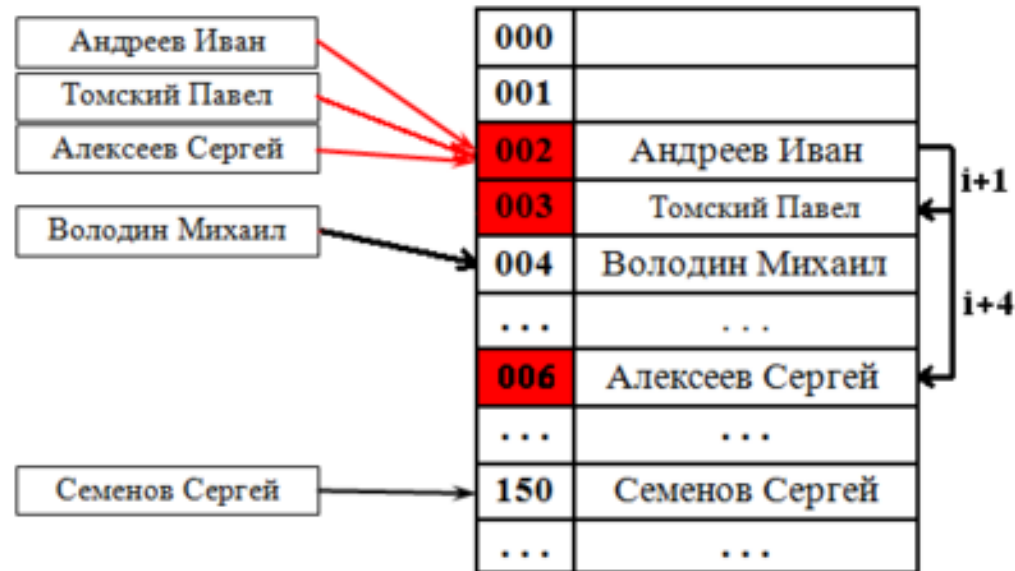 Андреев Иван
Томский Павел
Алексеев Сергей
Володин Михаил
Семенов Сергей
000
001
002 Андреев Иван
003 Томский Павел
004 Володин Михаил
... ...
006 Алексеев Сергей
... ...
150 Семенов Сергей
... ...
i+1
i+4